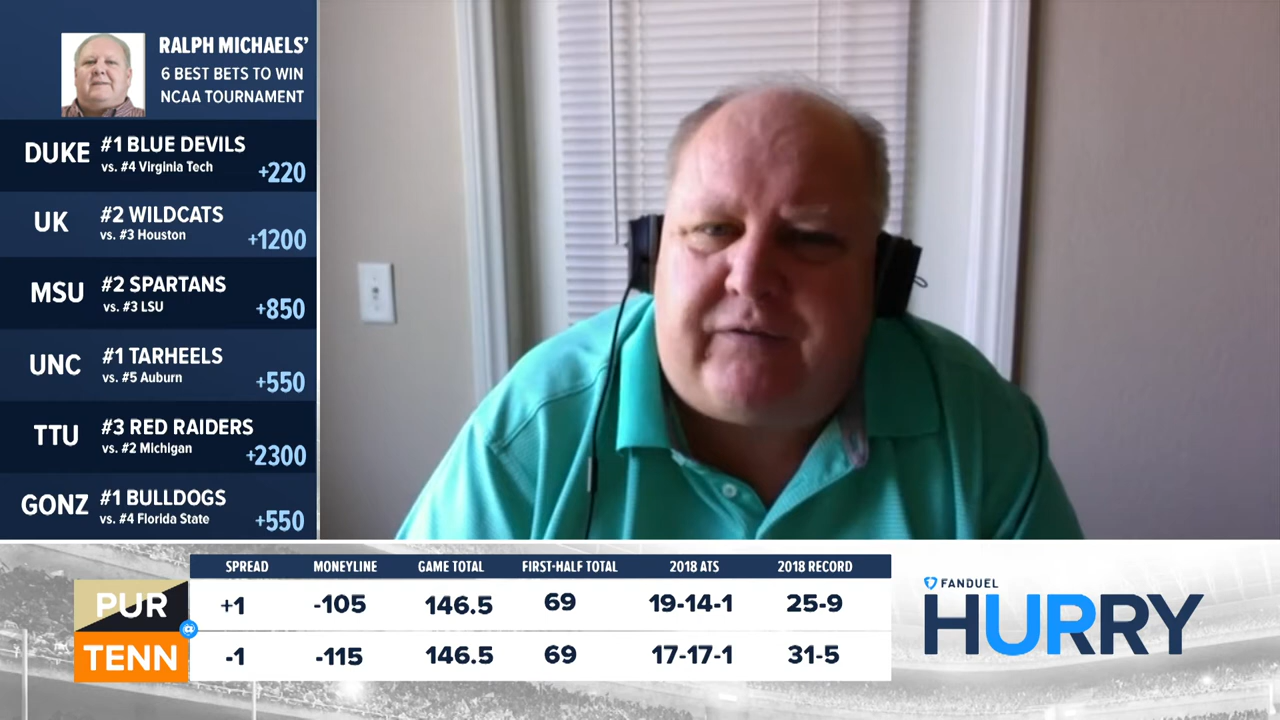 RALPH MICHAELS'
6 BEST BETS TO WIN
NCAA TOURNAMENT
DUKE #1 BLUE DEVILS
vs. #4 Virginia Tech +220
UK #2 WILDCATS
vs. #3 Houston +1200
MSU #2 SPARTANS
vs. #3 LSU +850
UNC #1 TARHEELS
vs. #5 Auburn +550
TTU #3 RED RAIDERS
vs. #2 Michigan +2300
GONZ #1 BULLDOGS
vs. #4 Florida State +550
SPREAD MONEYLINE GAME TOTAL FIRST-HALF TOTAL 2018 ATS 2018 RECORD
PUR +1 -105 146.5 69 19-14-1 25-9
@
TENN -1 -115 146.5 69 17-17-1 31-5
FANDUEL
HURRY